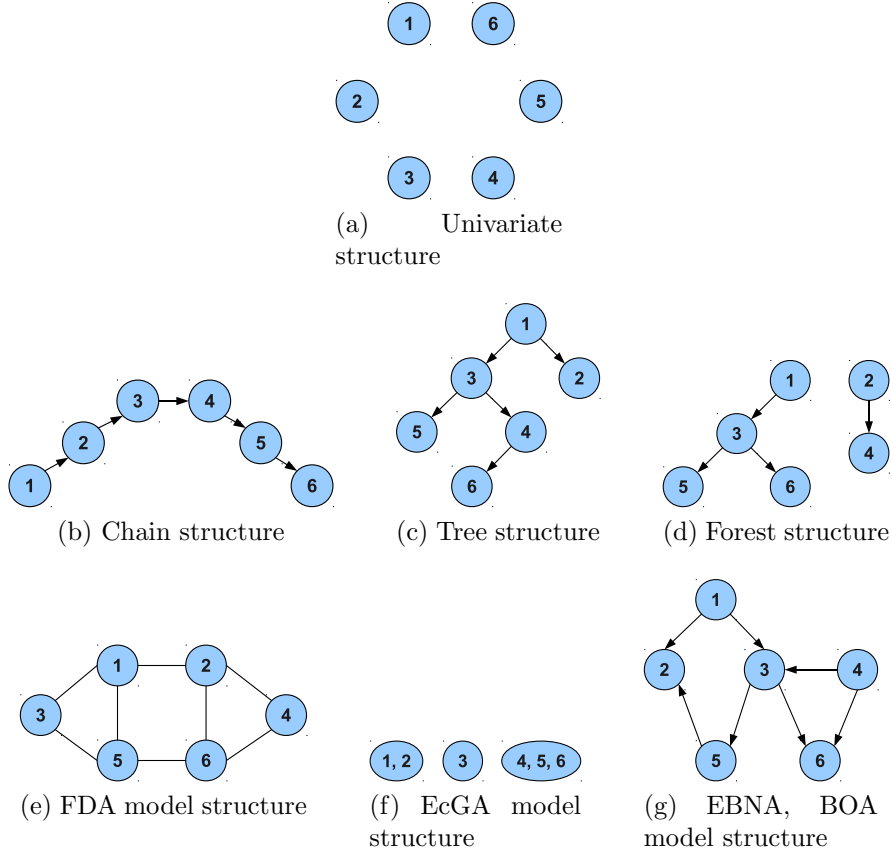 1 6
2 5
3 4
(a) Univariate
structure
1
3 4
3 2
2 5
5 4
1 6
6
(b) Chain structure
(c) Tree structure
1 2
3
4
5 6
(d) Forest structure
1 2
3 4
5 6
(e) FDA model structure
1, 2 3 4, 5, 6
(f) EcGA model
structure
1
2 3 4
5 6
(g) EBNA, BOA
model structure